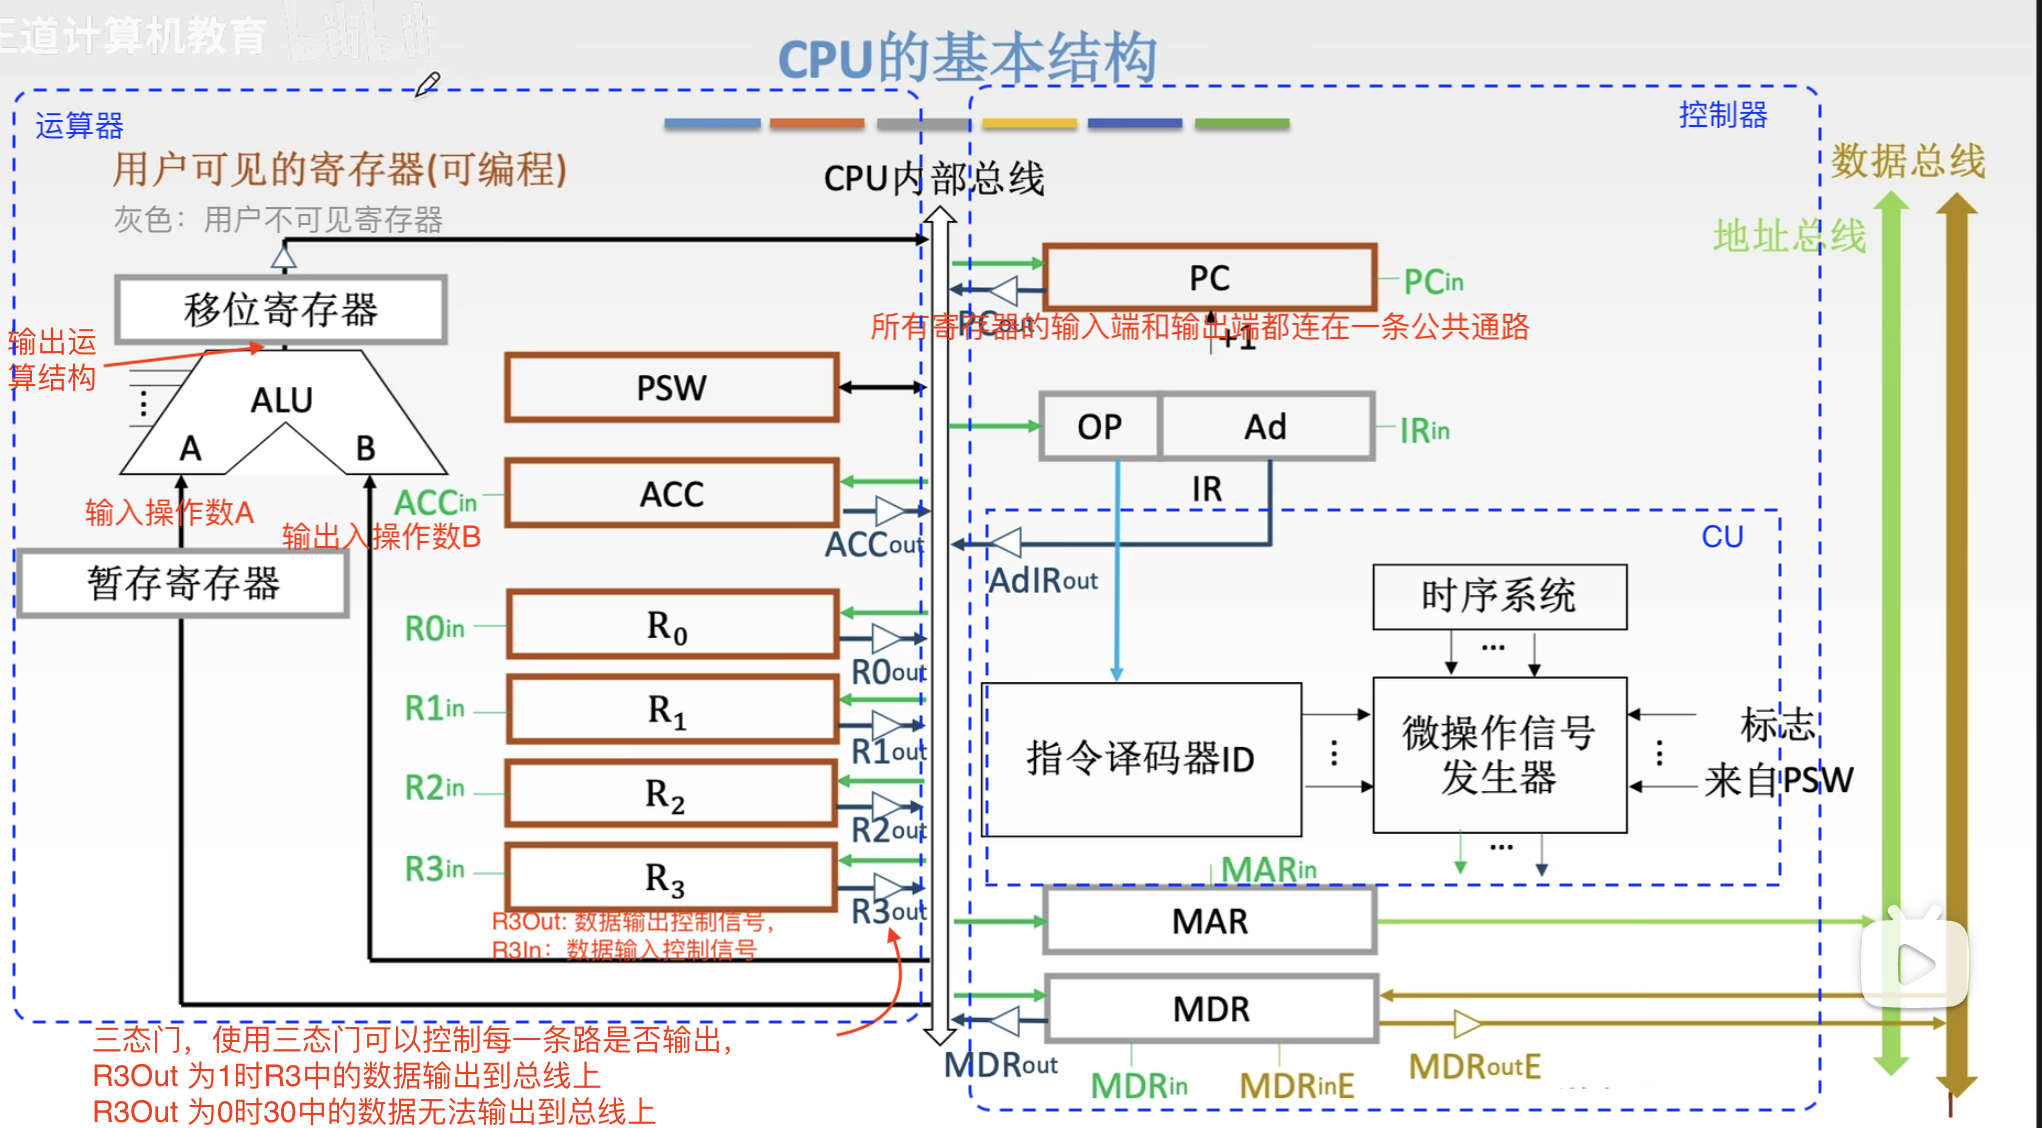 王道计算机教育 bilibili
CPU的基本结构
运算器
控制器
用户可见的寄存器(可编程)
灰色：用户不可见寄存器
CPU内部总线
数据总线
地址总线
移位寄存器
PC
PCin
PCout
所有寄存器的输入端和输出端都连在一条公共通路
+1
输出运
算结构
ALU
A
B
PSW
OP
Ad
IRin
IR
ACCin
ACC
ACCout
输入操作数A
输出入操作数B
CU
AdIRout
暂存寄存器
时序系统
...
R0in
R₀
R0out
R1in
R₁
R1out
指令译码器ID
微操作信号
发生器
标志
来自PSW
R2in
R₂
R2out
...
R3in
R₃
R3out
MARin
R3Out: 数据输出控制信号，
R3In：数据输入控制信号
MAR
MDR
三态门，使用三态门可以控制每一条路是否输出，
R3Out 为1时R3中的数据输出到总线上
R3Out 为0时30中的数据无法输出到总线上
MDRout
MDRin
MDRinE
MDRoutE